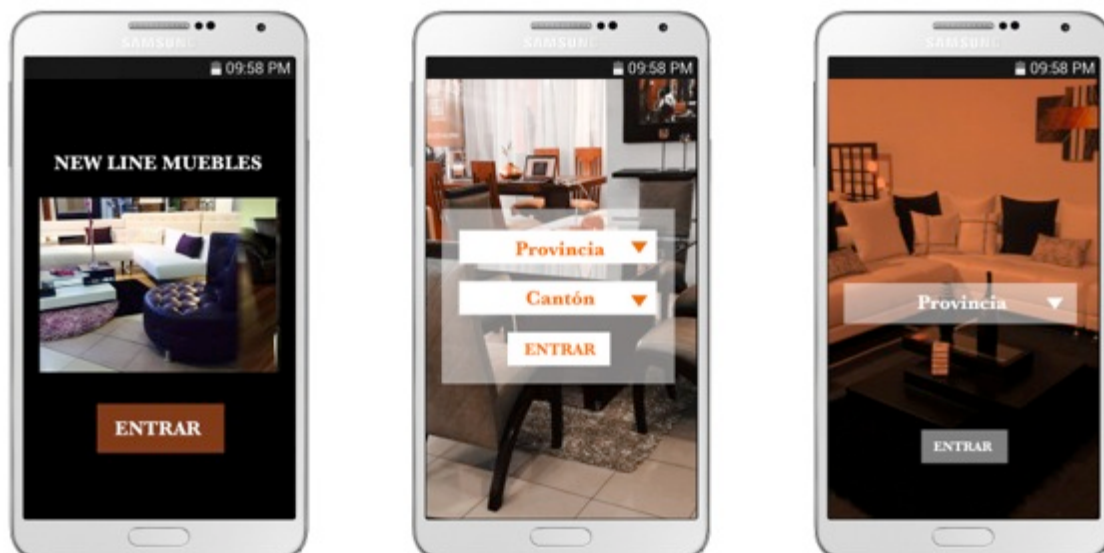 SAMSUNG
09:58 PM
NEW LINE MUEBLES
ENTRAR
SAMSUNG
09:58 PM
Provincia
Cantón
ENTRAR
SAMSUNG
09:58 PM
Provincia
ENTRAR